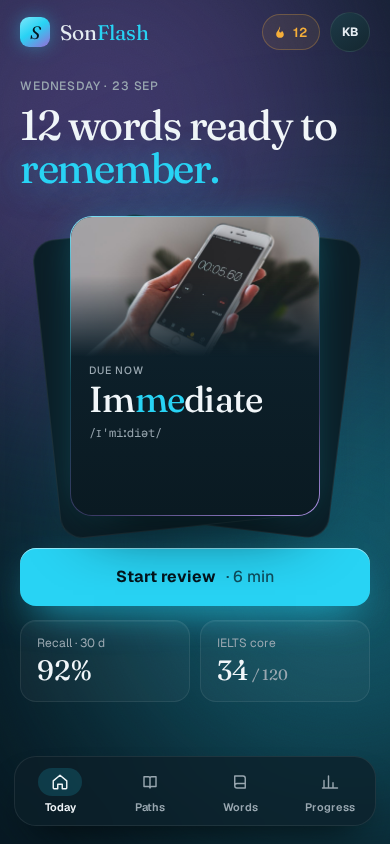 S SonFlash
12
KB
WEDNESDAY · 23 SEP
12 words ready to
remember.
00:05.60
DUE NOW
Immediate
/ɪˈmiːdiət/
Start review · 6 min
Recall · 30 d
92%
IELTS core
34 / 120
Today
Paths
Words
Progress